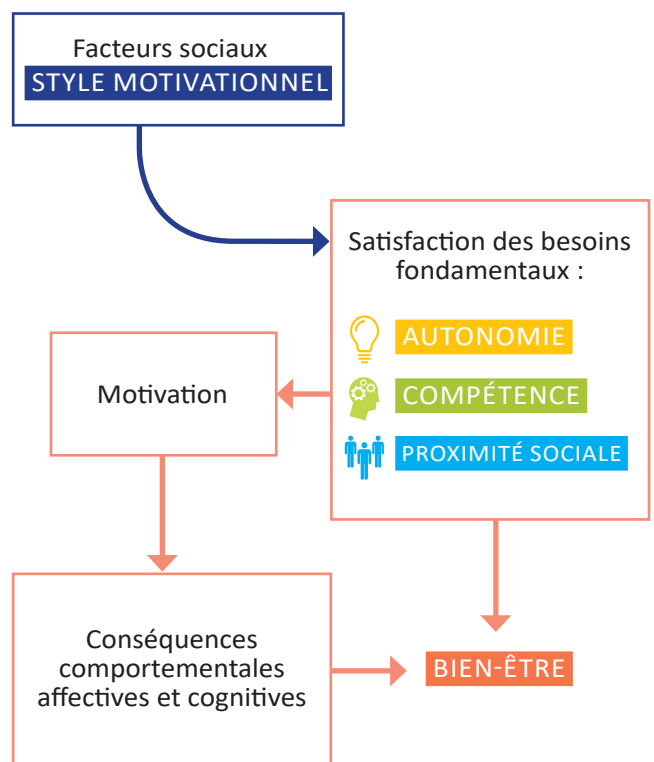 Facteurs sociaux
STYLE MOTIVATIONNEL
Satisfaction des besoins
fondamentaux :
AUTONOMIE
COMPÉTENCE
PROXIMITÉ SOCIALE
Motivation
Conséquences
comportementales
affectives et cognitives
BIEN-ÊTRE